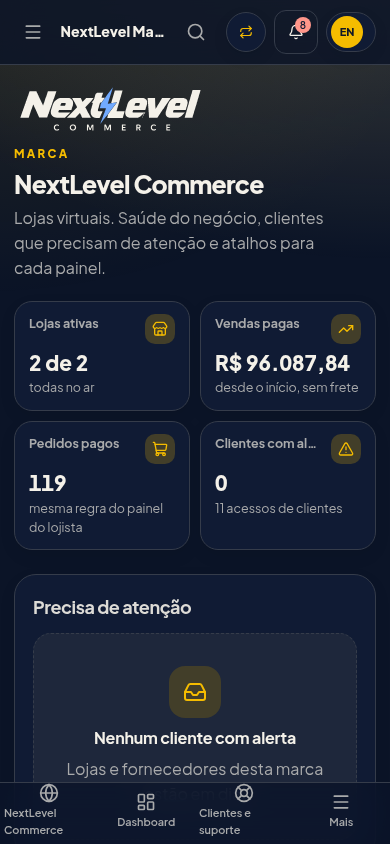 NextLevel Ma...
8
EN
NextLevel
COMMERCE
MARCA
NextLevel Commerce
Lojas virtuais. Saúde do negócio, clientes
que precisam de atenção e atalhos para
cada painel.
Lojas ativas
2 de 2
todas no ar
Vendas pagas
R$ 96.087,84
desde o início, sem frete
Pedidos pagos
119
mesma regra do painel
do lojista
Clientes com al...
0
11 acessos de clientes
Precisa de atenção
Nenhum cliente com alerta
Lojas e fornecedores desta marca
NextLevel
Commerce
Dashboard
Clientes e
suporte
Mais